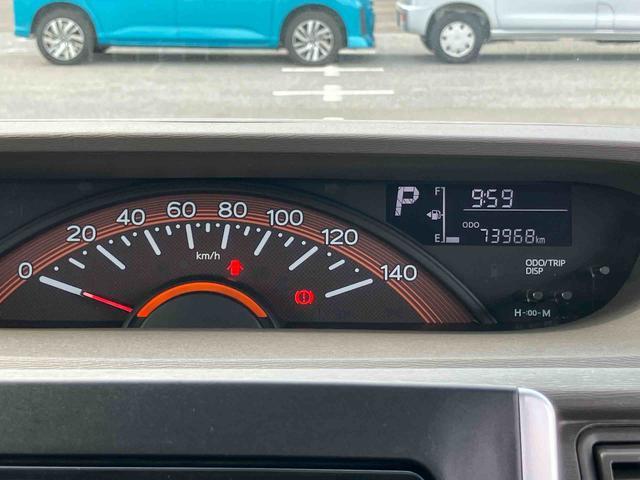 0 20 40 60 80 100 120 140
km/h
P
F
E
9:59
ODO
73968km
ODO/TRIP
DISP
H -:00- M